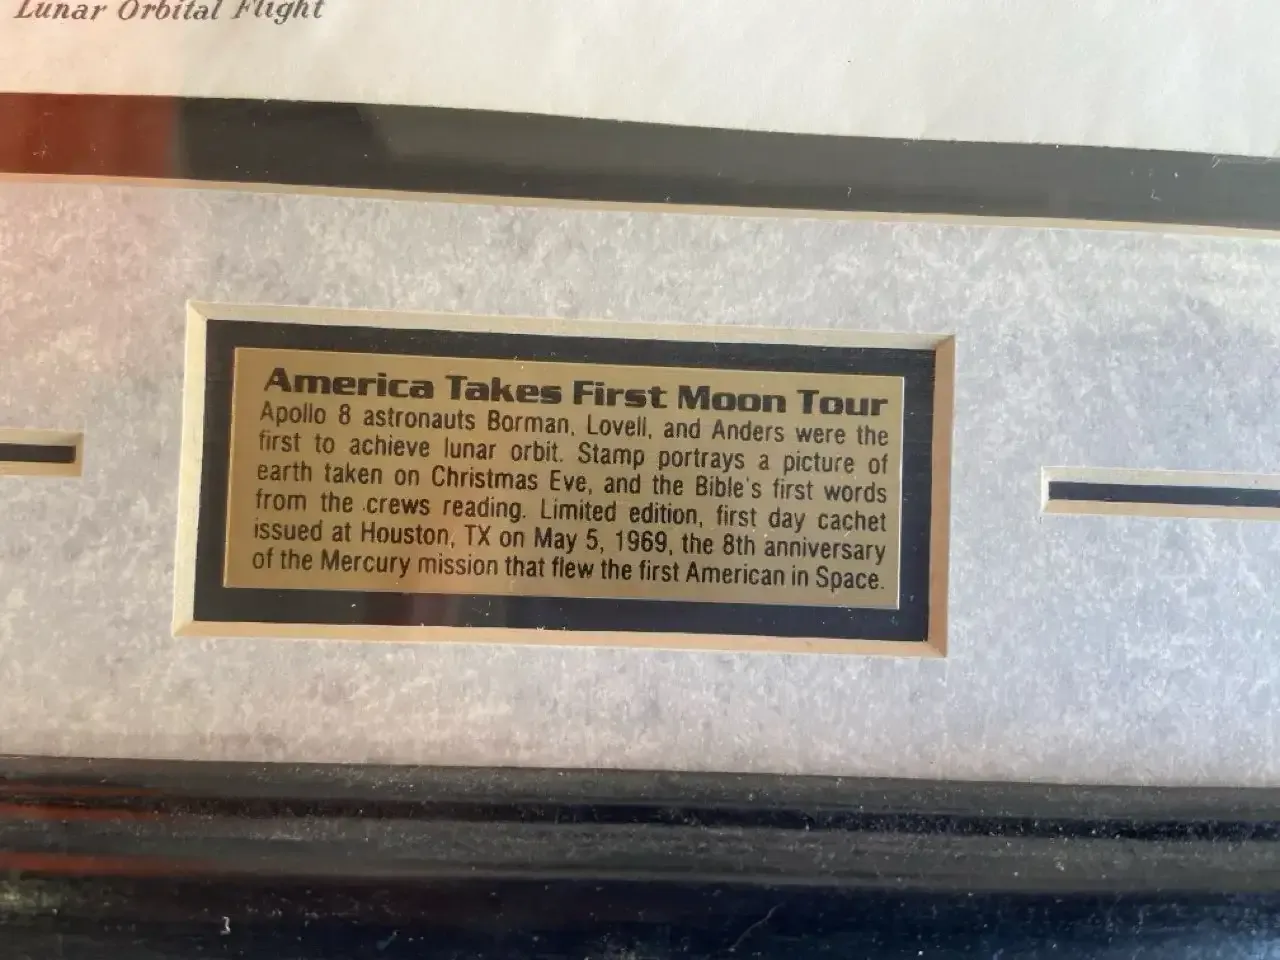 Lunar Orbital Flight
America Takes First Moon Tour
Apollo 8 astronauts Borman, Lovell, and Anders were the
first to achieve lunar orbit. Stamp portrays a picture of
earth taken on Christmas Eve, and the Bible's first words
from the crews reading. Limited edition, first day cachet
issued at Houston, TX on May 5, 1969, the 8th anniversary
of the Mercury mission that flew the first American in Space.